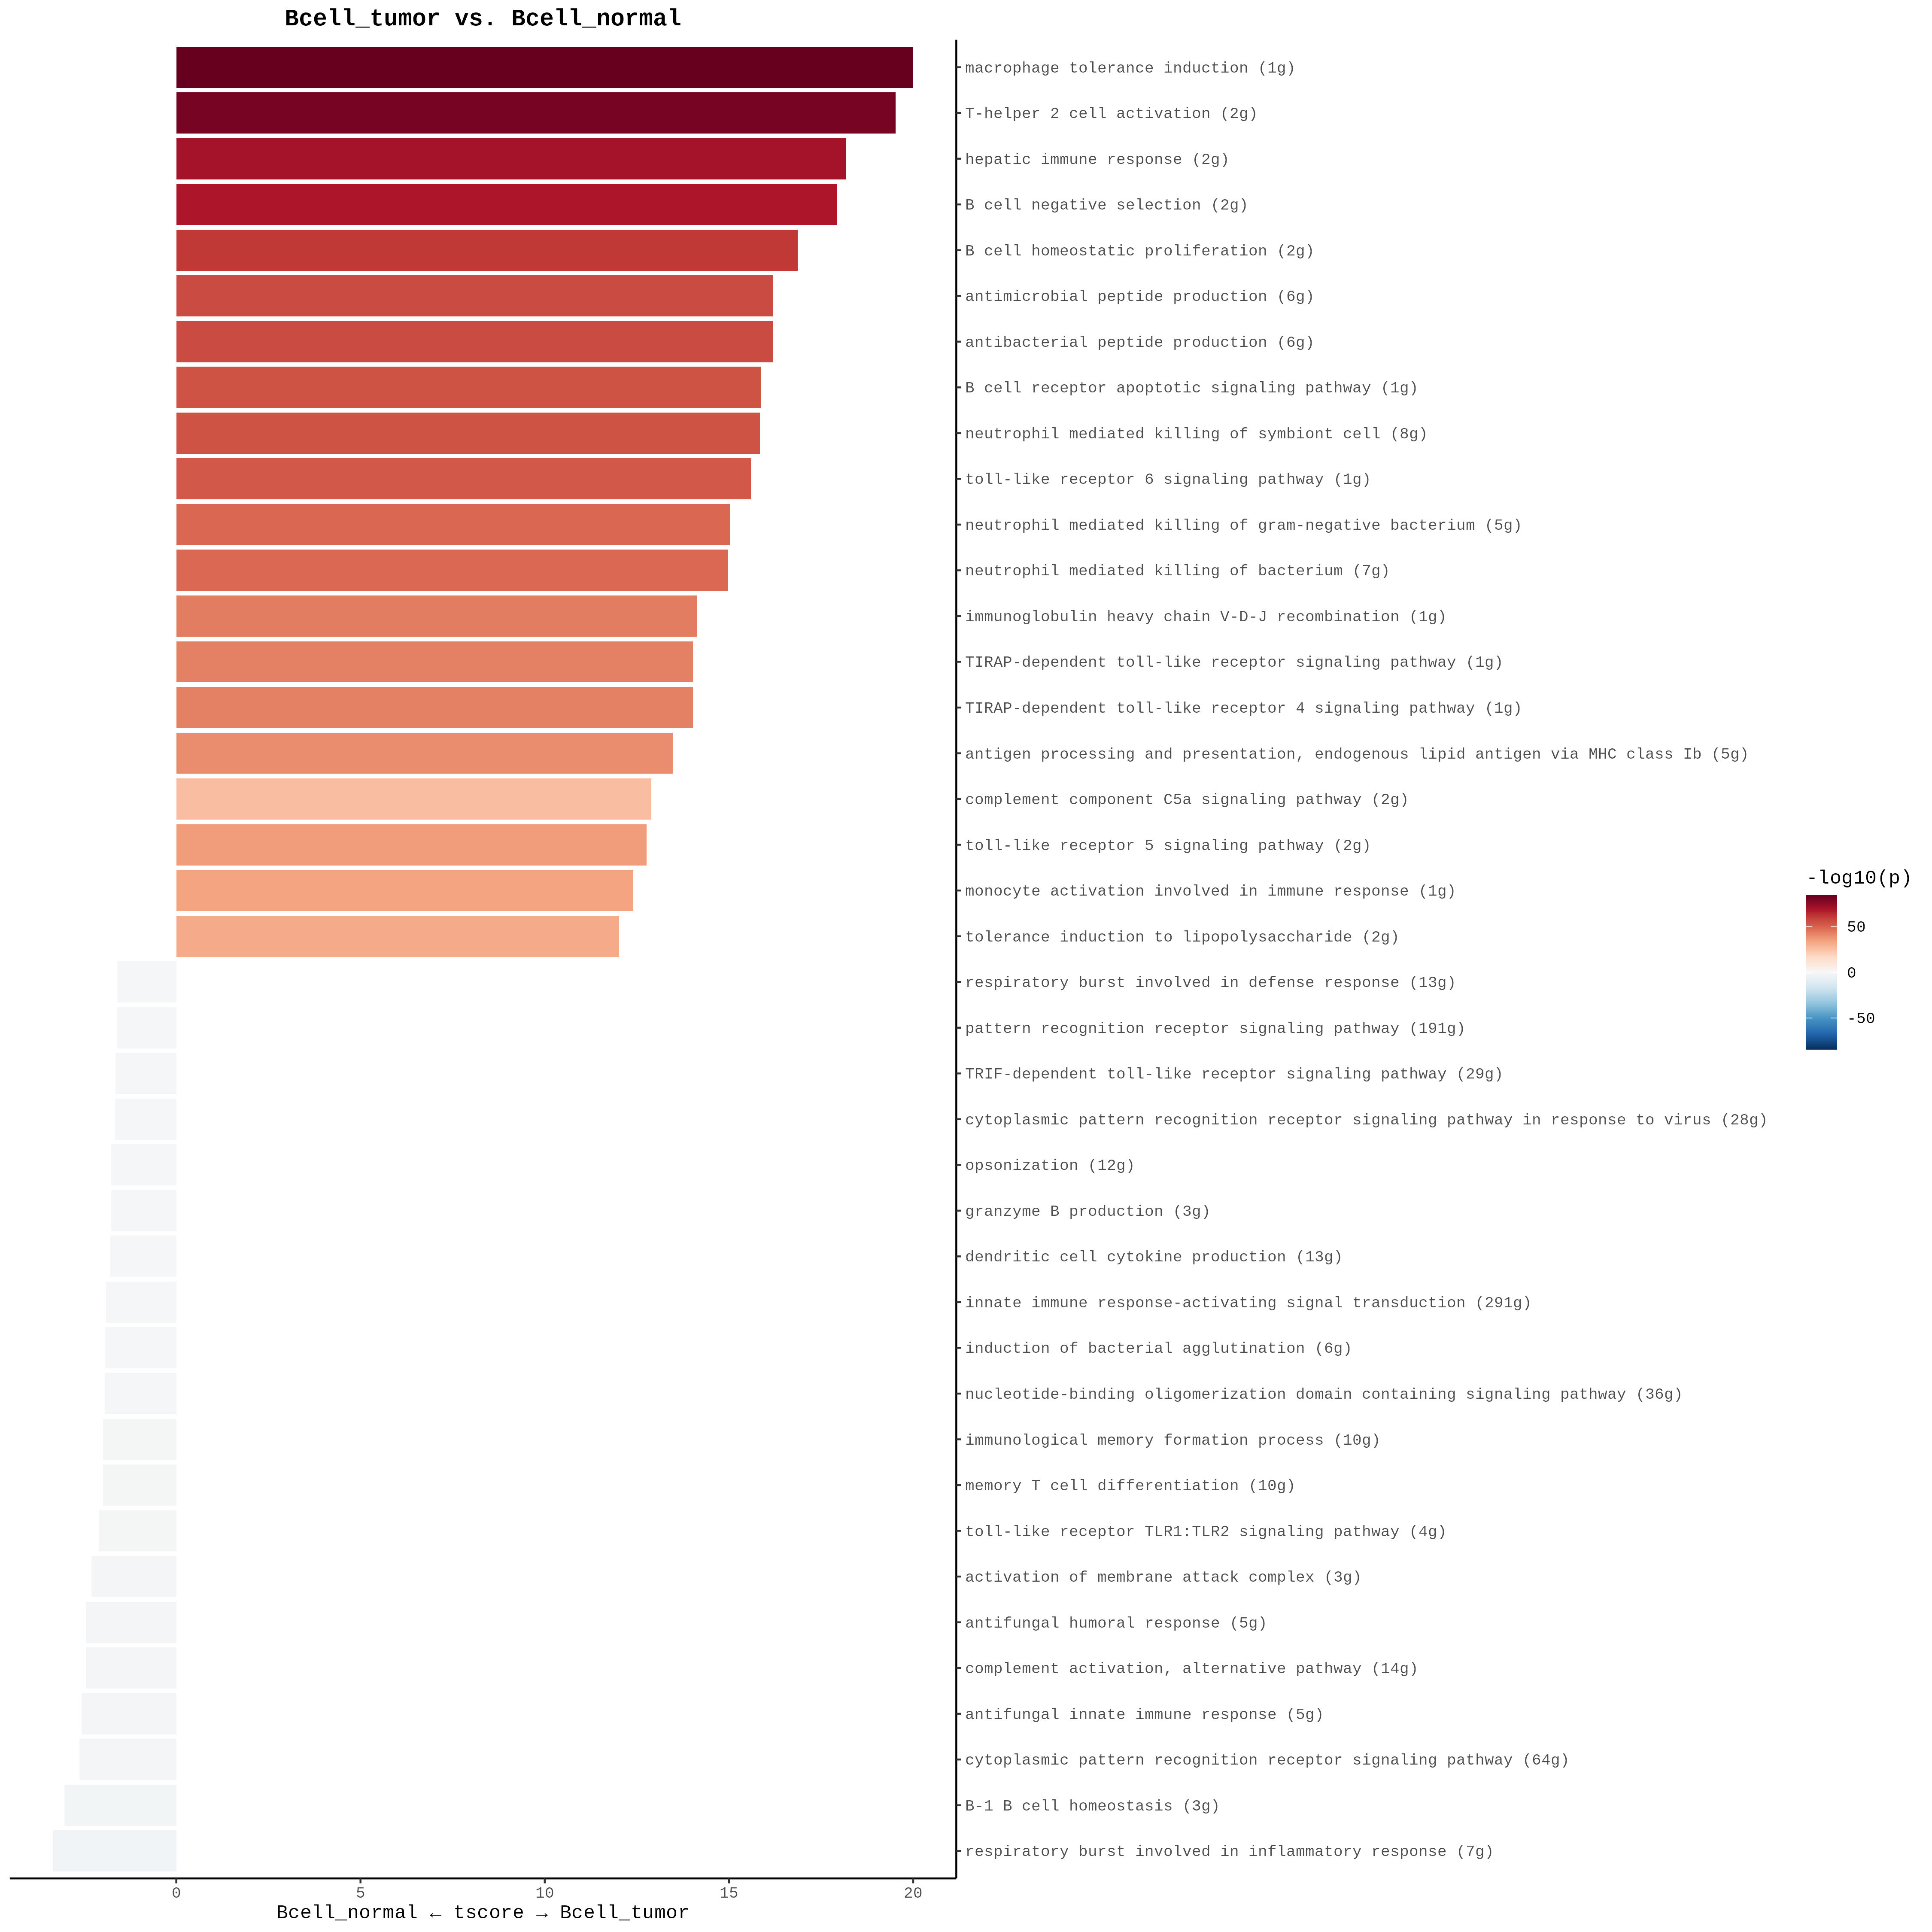 Bcell_tumor vs. Bcell_normal
macrophage tolerance induction (1g)
T-helper 2 cell activation (2g)
hepatic immune response (2g)
B cell negative selection (2g)
B cell homeostatic proliferation (2g)
antimicrobial peptide production (6g)
antibacterial peptide production (6g)
B cell receptor apoptotic signaling pathway (1g)
neutrophil mediated killing of symbiont cell (8g)
toll-like receptor 6 signaling pathway (1g)
neutrophil mediated killing of gram-negative bacterium (5g)
neutrophil mediated killing of bacterium (7g)
immunoglobulin heavy chain V-D-J recombination (1g)
TIRAP-dependent toll-like receptor signaling pathway (1g)
TIRAP-dependent toll-like receptor 4 signaling pathway (1g)
antigen processing and presentation, endogenous lipid antigen via MHC class Ib (5g)
complement component C5a signaling pathway (2g)
toll-like receptor 5 signaling pathway (2g)
monocyte activation involved in immune response (1g)
tolerance induction to lipopolysaccharide (2g)
respiratory burst involved in defense response (13g)
pattern recognition receptor signaling pathway (191g)
TRIF-dependent toll-like receptor signaling pathway (29g)
cytoplasmic pattern recognition receptor signaling pathway in response to virus (28g)
opsonization (12g)
granzyme B production (3g)
dendritic cell cytokine production (13g)
innate immune response-activating signal transduction (291g)
induction of bacterial agglutination (6g)
nucleotide-binding oligomerization domain containing signaling pathway (36g)
immunological memory formation process (10g)
memory T cell differentiation (10g)
toll-like receptor TLR1:TLR2 signaling pathway (4g)
activation of membrane attack complex (3g)
antifungal humoral response (5g)
complement activation, alternative pathway (14g)
antifungal innate immune response (5g)
cytoplasmic pattern recognition receptor signaling pathway (64g)
B-1 B cell homeostasis (3g)
respiratory burst involved in inflammatory response (7g)
0 5 10 15 20
Bcell_normal ← tscore → Bcell_tumor
-log10(p)
50
0
-50